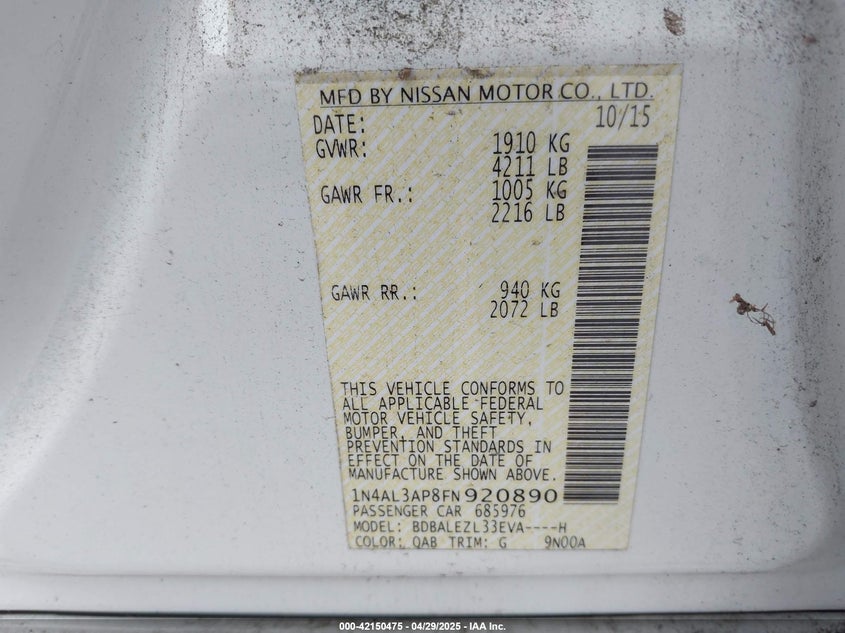 MFD BY NISSAN MOTOR CO., LTD.
DATE: 10/15
GVWR: 1910 KG
4211 LB
GAWR FR.: 1005 KG
2216 LB
GAWR RR.: 940 KG
2072 LB
THIS VEHICLE CONFORMS TO
ALL APPLICABLE FEDERAL
MOTOR VEHICLE SAFETY,
BUMPER, AND THEFT
PREVENTION STANDARDS IN
EFFECT ON THE DATE OF
MANUFACTURE SHOWN ABOVE.
1N4AL3AP8FN920890
PASSENGER CAR 685976
MODEL: BDBALEZL33EVA----H
COLOR: QAB TRIM: G 9N00A
000-42150475 - 04/29/2025 - IAA Inc.